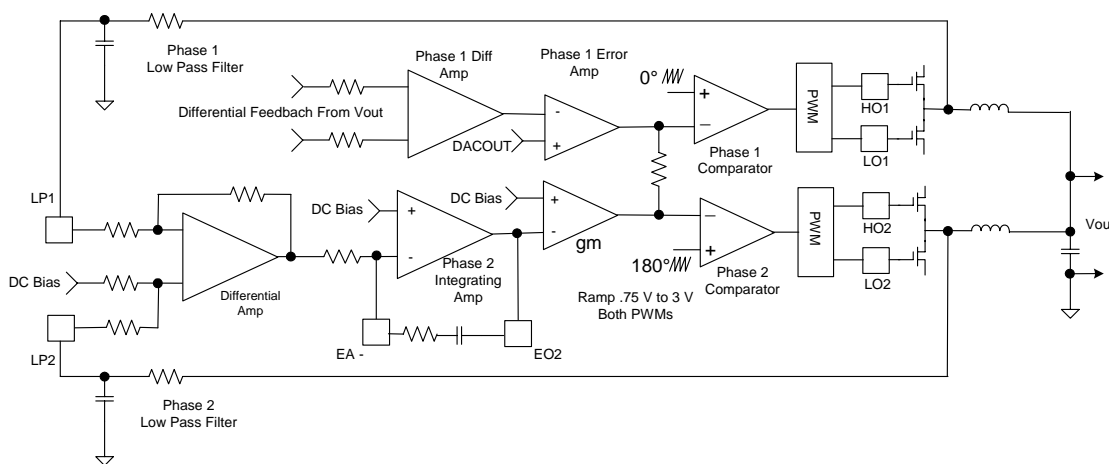 Phase 1
Low Pass Filter
Phase 1 Diff
Amp
Phase 1 Error
Amp
Differential Feedbach From Vout
DACOUT
0°
+
–
-
+
Phase 1
Comparator
PWM
HO1
LO1
LP1
DC Bias
LP2
Differential
Amp
DC Bias
+
-
Phase 2
Integrating
Amp
EA -
EO2
DC Bias
+
-
gm
180°
–
+
Phase 2
Comparator
Ramp .75 V to 3 V
Both PWMs
PWM
HO2
LO2
Vou
Phase 2
Low Pass Filter